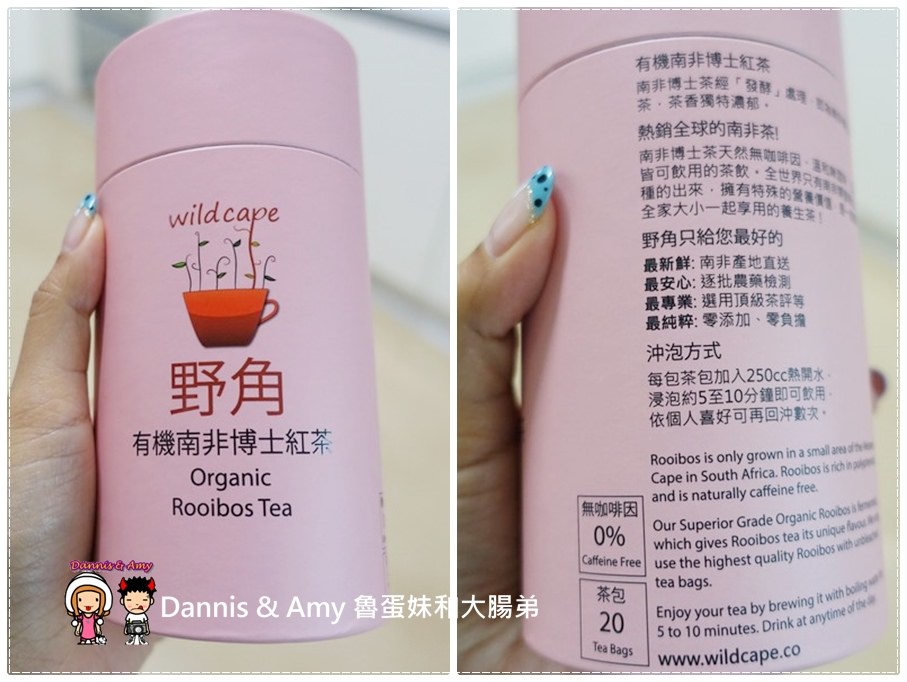 wild cape
野角
有機南非博士紅茶
Organic
Rooibos Tea
Dannis & Amy
Dannis & Amy 魯蛋妹和大腸弟
有機南非博士紅茶
南非博士茶經「發酵」處理,
茶,茶香獨特濃郁。
熱銷全球的南非茶!
南非博士茶天然無咖啡因,溫和
皆可飲用的茶飲。全世界只有
種的出來,擁有特殊的營養價值,
全家大小一起享用的養生茶!
野角只給您最好的
最新鮮: 南非產地直送
最安心: 逐批農藥檢測
最專業: 選用頂級茶評等
最純粹: 零添加、零負擔
沖泡方式
每包茶包加入250cc熱開水,
浸泡約5至10分鐘即可飲用,
依個人喜好可再回沖數次。
Rooibos is only grown in a small area of the
Cape in South Africa. Rooibos is rich in
and is naturally caffeine free.
Our Superior Grade Organic Rooibos is
which gives Rooibos tea its unique flavour.
use the highest quality Rooibos with
tea bags.
Enjoy your tea by brewing it with boiling
5 to 10 minutes. Drink at anytime of the day.
www.wildcape.co
無咖啡因
0%
Caffeine Free
茶包
20
Tea Bags